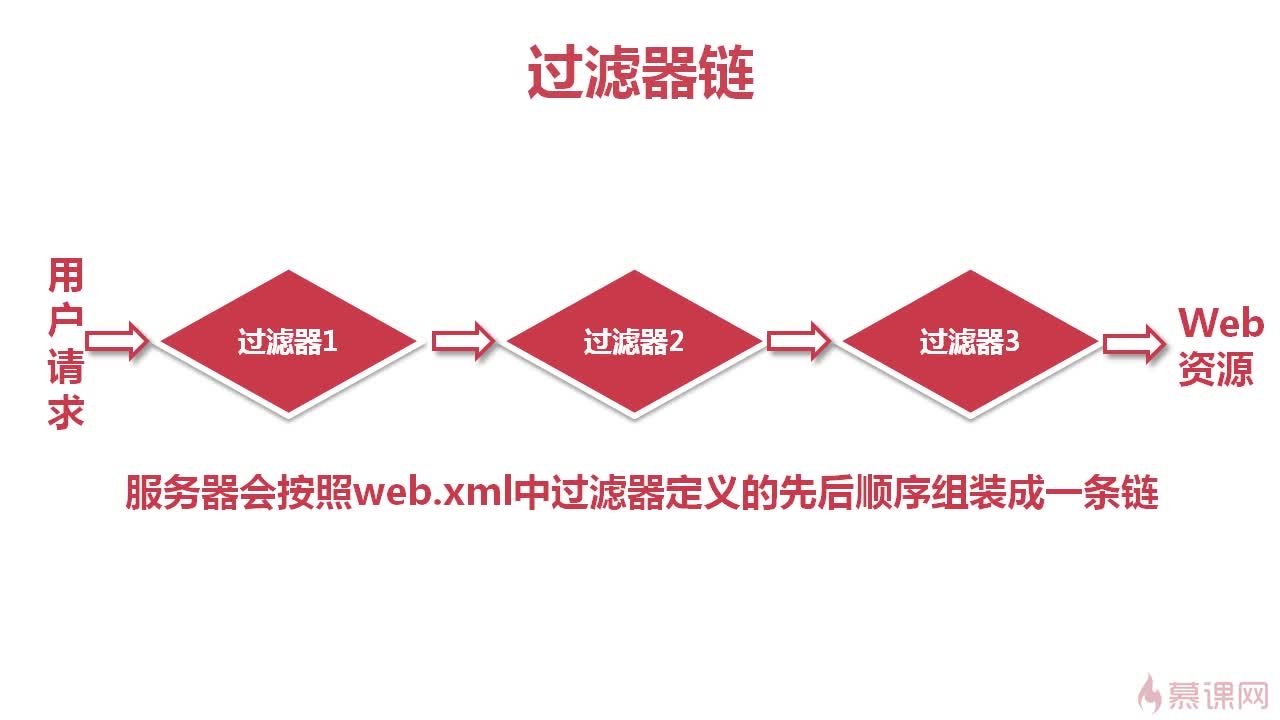 过滤器链
用户请求
过滤器1
过滤器2
过滤器3
Web
资源
服务器会按照web.xml中过滤器定义的先后顺序组装成一条链
慕课网